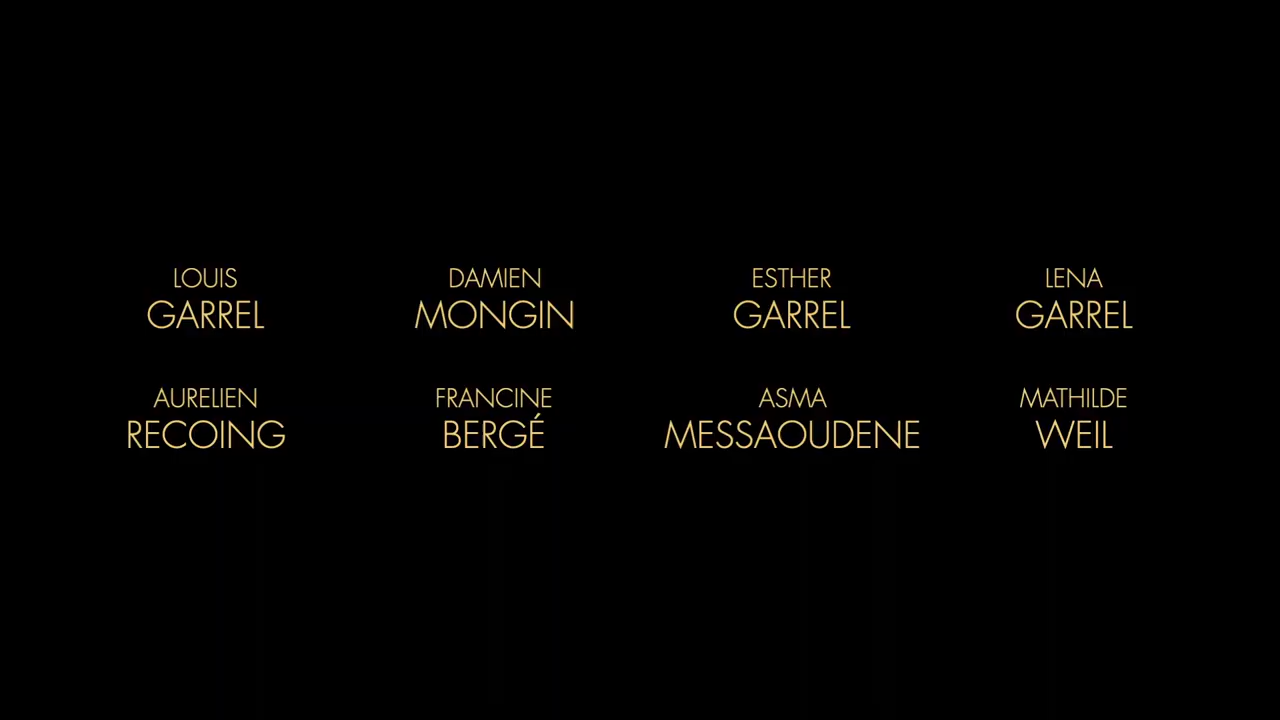 LOUIS
GARREL
DAMIEN
MONGIN
ESTHER
GARREL
LENA
GARREL
AURELIEN
RECOING
FRANCINE
BERGÉ
ASMA
MESSAOUDENE
MATHILDE
WEIL